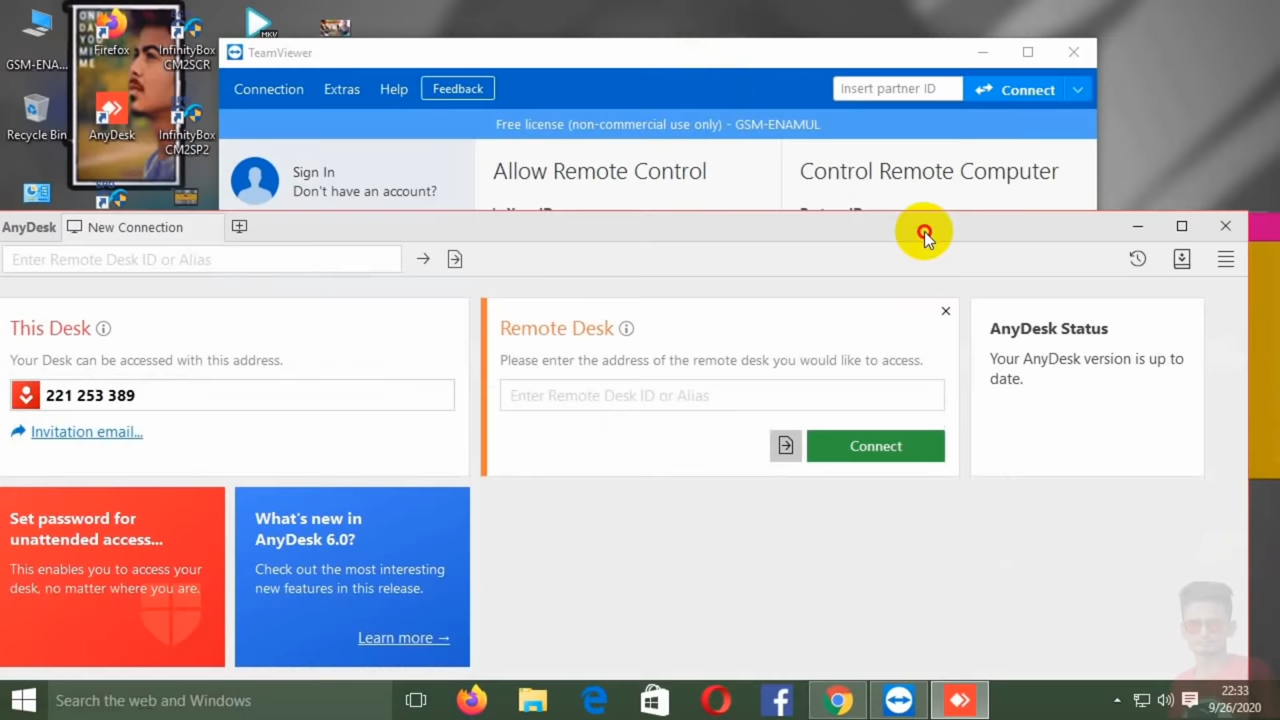 ONE
DAY
YOU
MI
ME
Firefox
InfinityBox
CM2SCR
MKV
GSM-ENA...
Recycle Bin
AnyDesk
InfinityBox
CM2SP2
TeamViewer
Connection
Extras
Help
Feedback
Insert partner ID
Connect
Free license (non-commercial use only) - GSM-ENAMUL
Sign In
Don't have an account?
Allow Remote Control
Control Remote Computer
AnyDesk
New Connection
Enter Remote Desk ID or Alias
This Desk
Your Desk can be accessed with this address.
221 253 389
Invitation email...
Remote Desk
Please enter the address of the remote desk you would like to access.
Enter Remote Desk ID or Alias
Connect
AnyDesk Status
Your AnyDesk version is up to
date.
Set password for
unattended access...
This enables you to access your
desk, no matter where you are.
What's new in
AnyDesk 6.0?
Check out the most interesting
new features in this release.
Learn more →
Search the web and Windows
22:33
9/26/2020